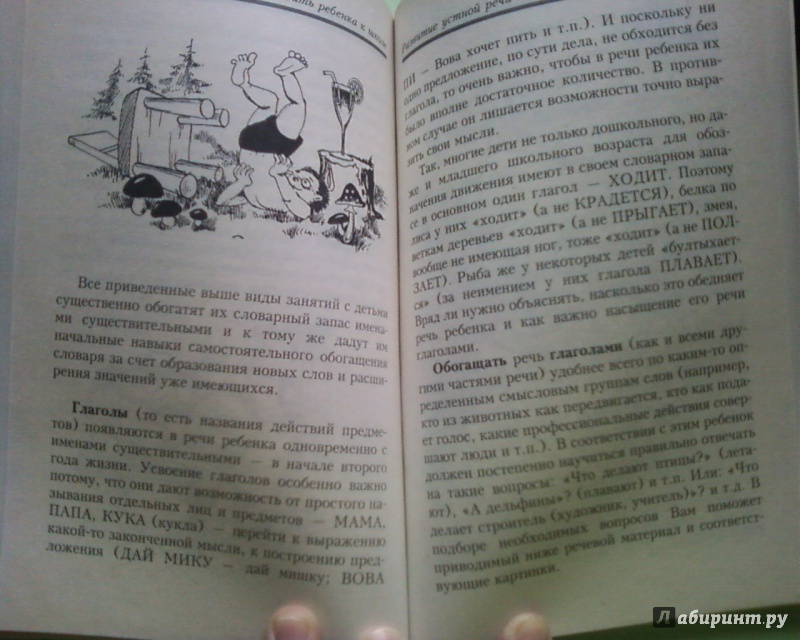 ить ребенка к школе
Все приведенные выше виды занятий с детьми
существенно обогатят их словарный запас имена-
ми существительными и к тому же дадут им
начальные навыки самостоятельного обогащения
словаря за счет образования новых слов и расши-
рения значений уже имеющихся.
Глаголы (то есть названия действий предме-
тов) появляются в речи ребенка одновременно с
именами существительными — в начале второго
года жизни. Усвоение глаголов особенно важно
потому, что они дают возможность от простого на-
зывания отдельных лиц и предметов — МАМА,
ПАПА, КУКА (кукла) — перейти к выражению
какой-то законченной мысли, к построению пред-
ложения (ДАЙ МИКУ — дай мишку; ВОВА
Развитие устной речи
ПИ — Вова хочет пить и т.п.). И поскольку ни
одно предложение, по сути дела, не обходится без
глагола, то очень важно, чтобы в речи ребенка их
было вполне достаточное количество. В против-
ном случае он лишается возможности точно выра-
зить свои мысли.
Так, многие дети не только дошкольного, но да-
же и младшего школьного возраста для обоз-
начения движения имеют в своем словарном запа-
се в основном один глагол — ХОДИТ. Поэтому
лиса у них «ходит» (а не КРАДЕТСЯ), белка по
веткам деревьев «ходит» (а не ПРЫГАЕТ), змея,
вообще не имеющая ног, тоже «ходит» (а не ПОЛ-
ЗАЕТ). Рыба же у некоторых детей «бултыхает-
ся» (за неимением у них глагола ПЛАВАЕТ).
Вряд ли нужно объяснять, насколько это обедняет
речь ребенка и как важно насыщение его речи
глаголами.
Обогащать речь глаголами (как и всеми дру-
гими частями речи) удобнее всего по каким-то оп-
ределенным смысловым группам слов (например,
кто из животных как передвигается, кто как пода-
ет голос, какие профессиональные действия совер-
шают люди и т.п.). В соответствии с этим ребенок
должен постепенно научиться правильно отвечать
на такие вопросы: «Что делают птицы?» (лета-
ют), «А дельфины»? (плавают) и т.п. Или: «Что
делает строитель (художник, учитель)»? и т.д. В
подборе необходимых вопросов Вам поможет
приводимый ниже речевой материал и соответст-
вующие картинки.
Лабиринт.ру